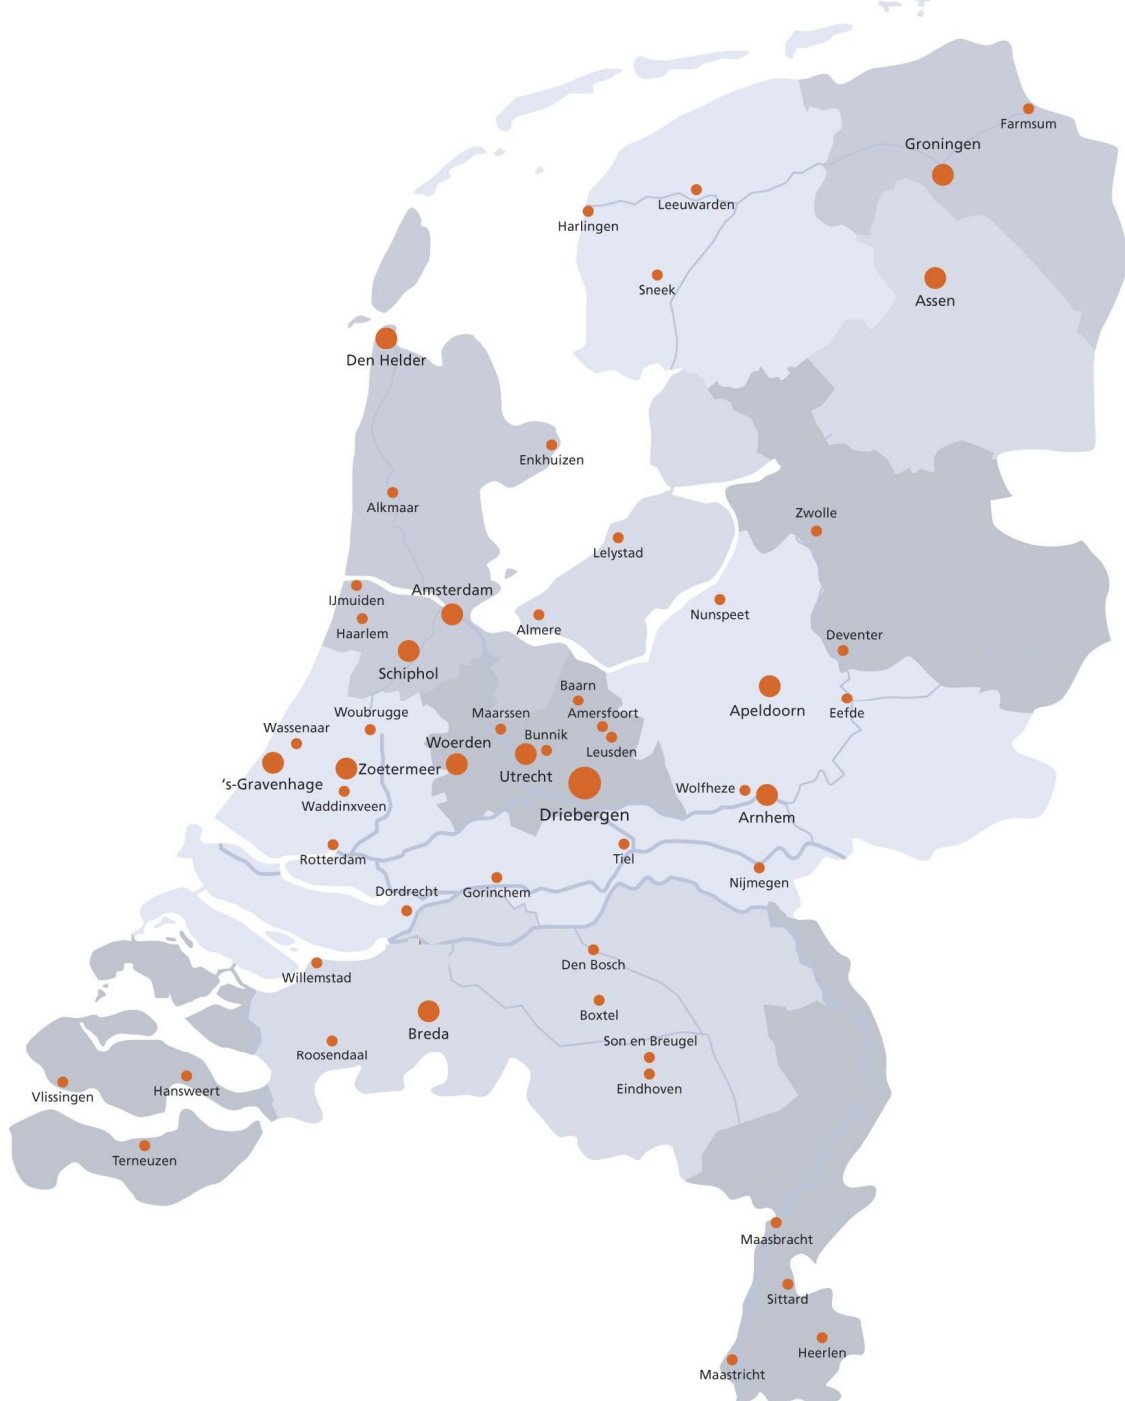 Farmsum
Groningen
Leeuwarden
Harlingen
Sneek
Assen
Den Helder
Enkhuizen
Alkmaar
Zwolle
Lelystad
Amsterdam
IJmuiden
Nunspeet
Almere
Haarlem
Deventer
Schiphol
Baarn
Apeldoorn
Eefde
Woubrugge
Maarssen
Amersfoort
Wassenaar
Bunnik
Woerden
Leusden
Zoetermeer
Utrecht
's-Gravenhage
Wolfheze
Waddinxveen
Driebergen
Arnhem
Rotterdam
Tiel
Nijmegen
Dordrecht
Gorinchem
Den Bosch
Willemstad
Boxtel
Breda
Son en Breugel
Roosendaal
Eindhoven
Hansweert
Vlissingen
Terneuzen
Maasbracht
Sittard
Heerlen
Maastricht